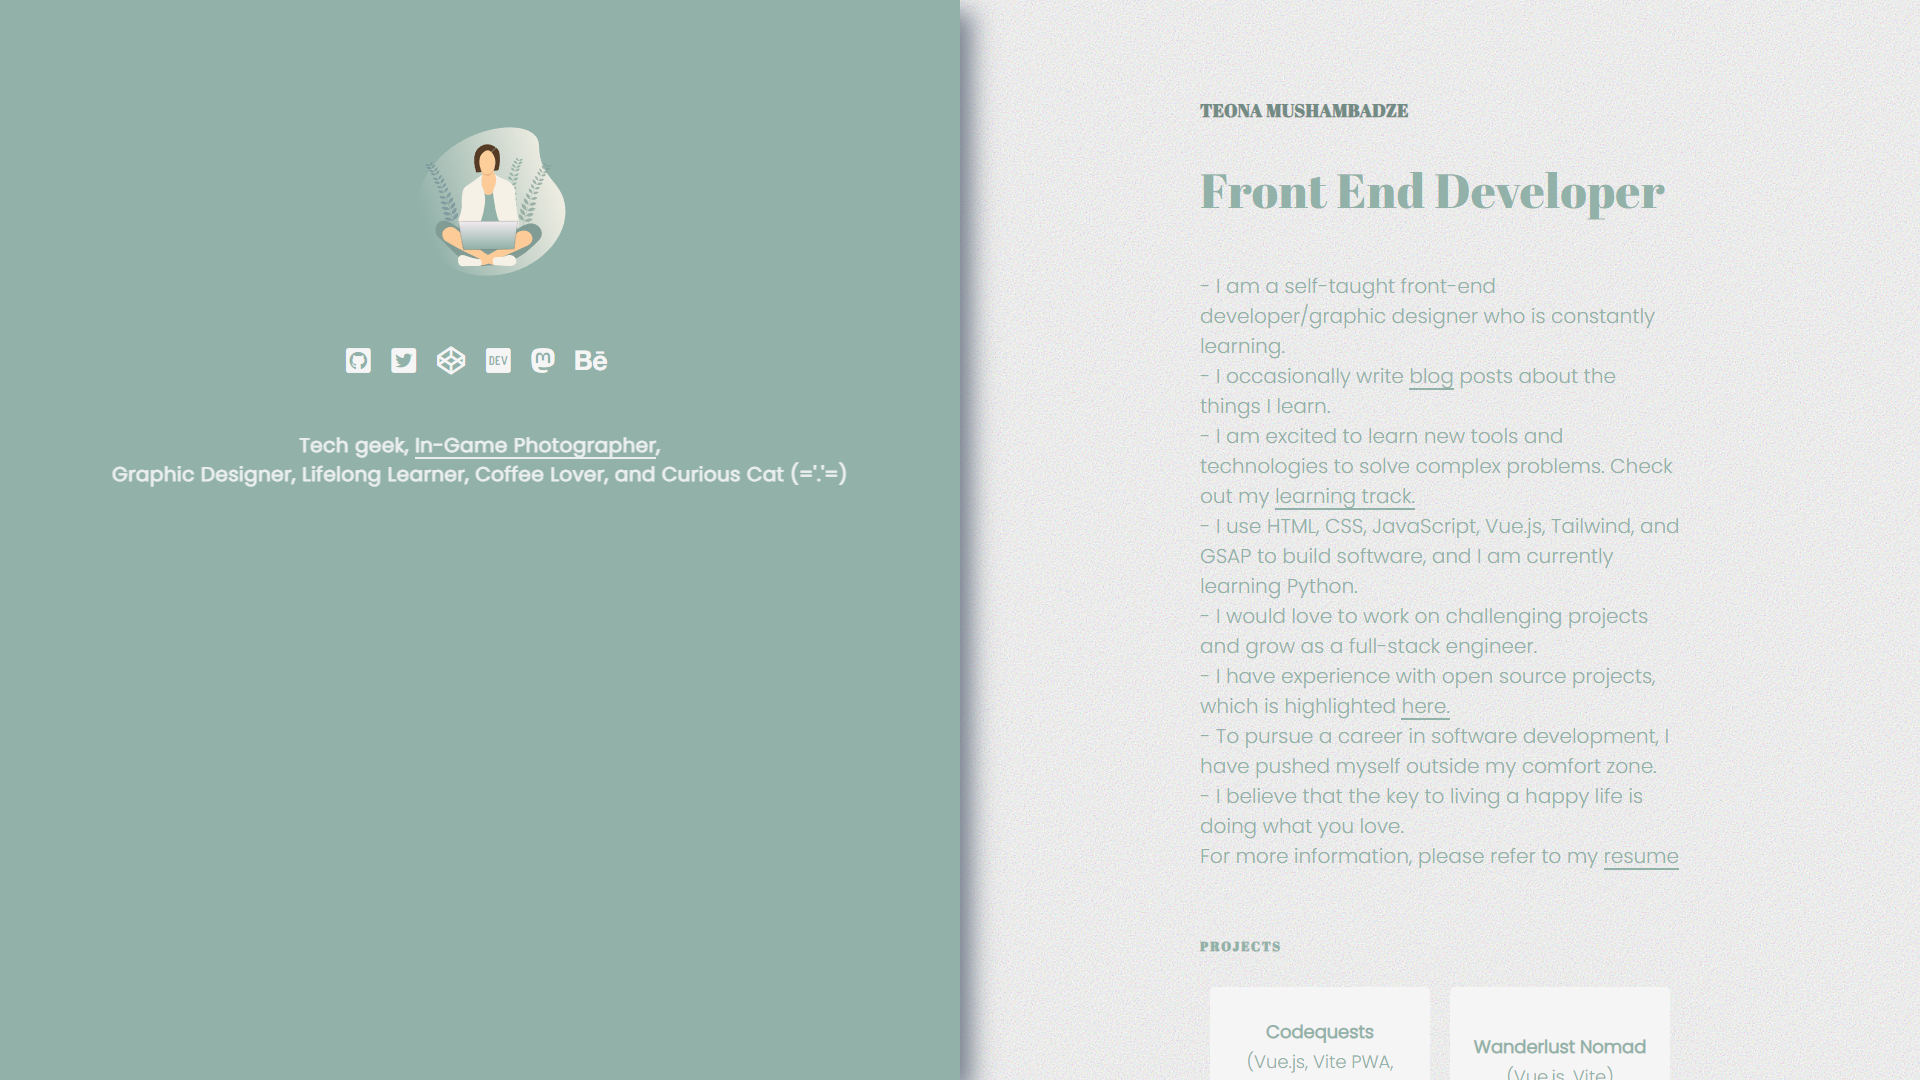 DEV
Bē
Tech geek, In-Game Photographer,
Graphic Designer, Lifelong Learner, Coffee Lover, and Curious Cat (='.'=)
TEONA MUSHAMBADZE
Front End Developer
- I am a self-taught front-end
developer/graphic designer who is constantly
learning.
- I occasionally write blog posts about the
things I learn.
- I am excited to learn new tools and
technologies to solve complex problems. Check
out my learning track.
- I use HTML, CSS, JavaScript, Vue.js, Tailwind, and
GSAP to build software, and I am currently
learning Python.
- I would love to work on challenging projects
and grow as a full-stack engineer.
- I have experience with open source projects,
which is highlighted here.
- To pursue a career in software development, I
have pushed myself outside my comfort zone.
- I believe that the key to living a happy life is
doing what you love.
For more information, please refer to my resume
PROJECTS
Codequests
(Vue.js, Vite PWA,
Wanderlust Nomad
(Vue.js, Vite)